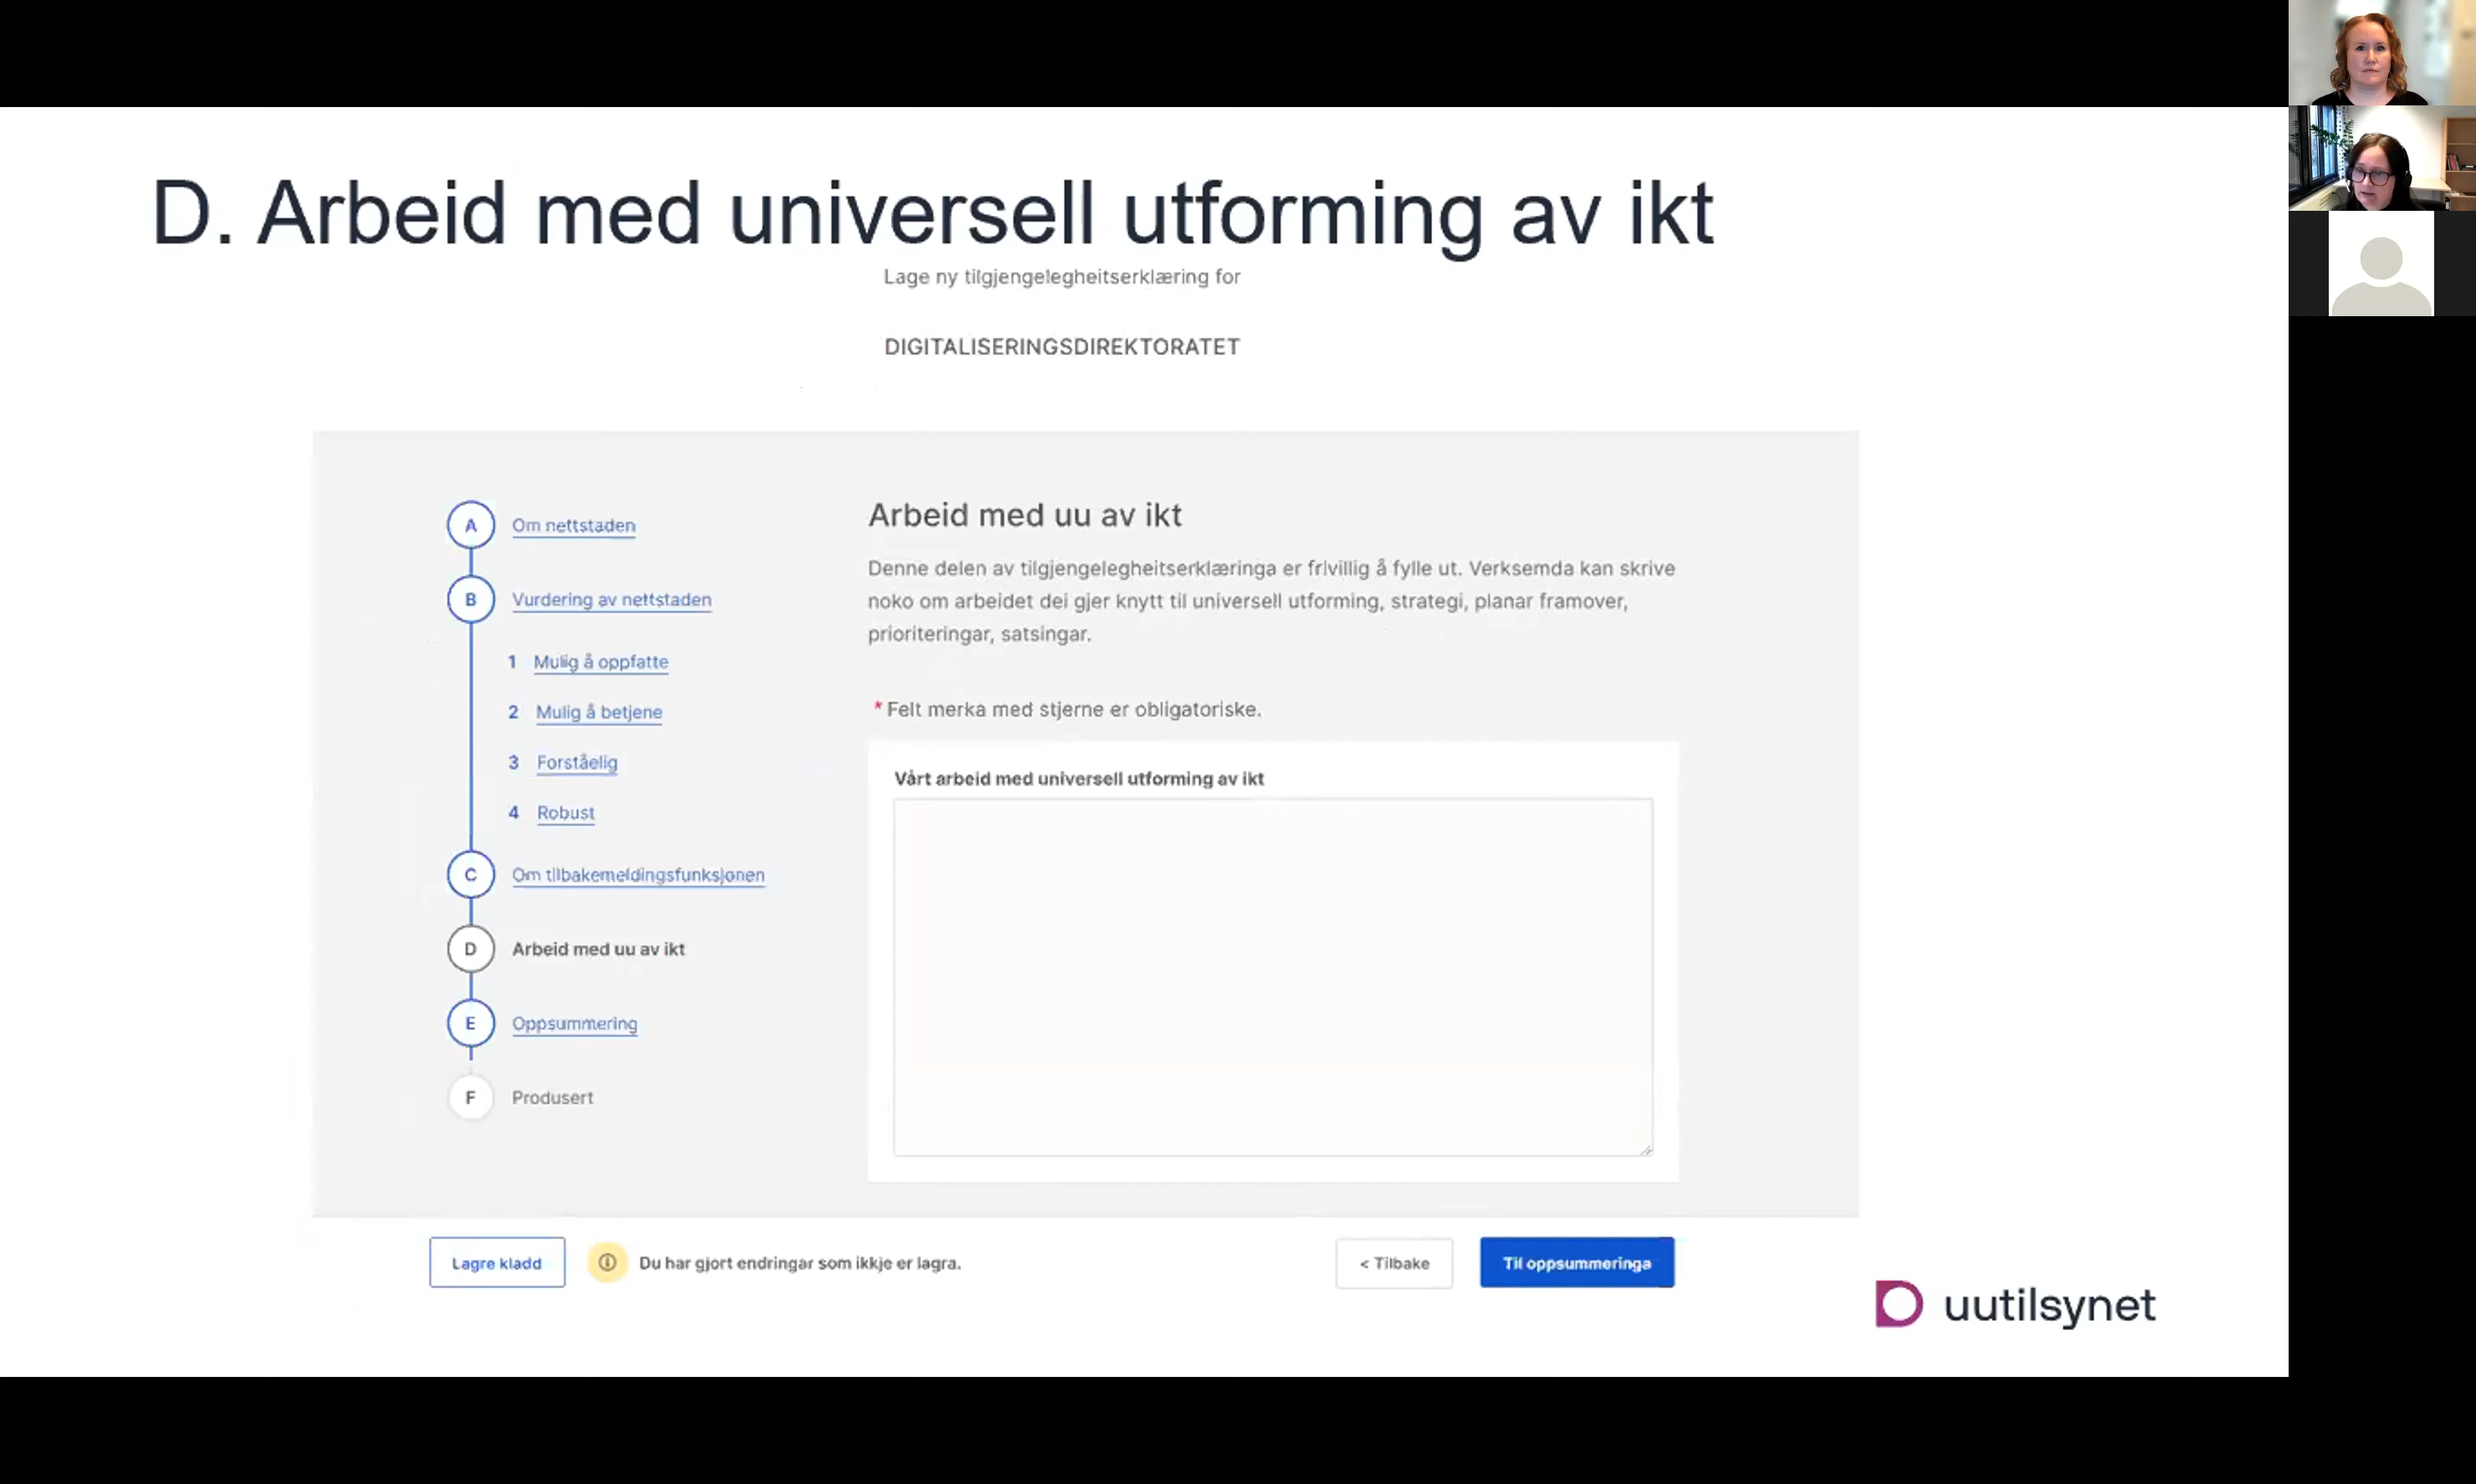 D. Arbeid med universell utforming av ikt
Lage ny tilgjengelegheitserklæring for
DIGITALISERINGSDIREKTORATET
A Om nettstaden
B Vurdering av nettstaden
1 Mulig å oppfatte
2 Mulig å betjene
3 Forståelig
4 Robust
C Om tilbakemeldingsfunksjonen
D Arbeid med uu av ikt
E Oppsummering
F Produsert
Arbeid med uu av ikt
Denne delen av tilgjengelegheitserklæringa er frivillig å fylle ut. Verksemda kan skrive
noko om arbeidet dei gjer knytt til universell utforming, strategi, planar framover,
prioriteringar, satsingar.
* Felt merka med stjerne er obligatoriske.
Vårt arbeid med universell utforming av ikt
Lagre kladd
Du har gjort endringar som ikkje er lagra.
< Tilbake
Til oppsummeringa
uutilsynet